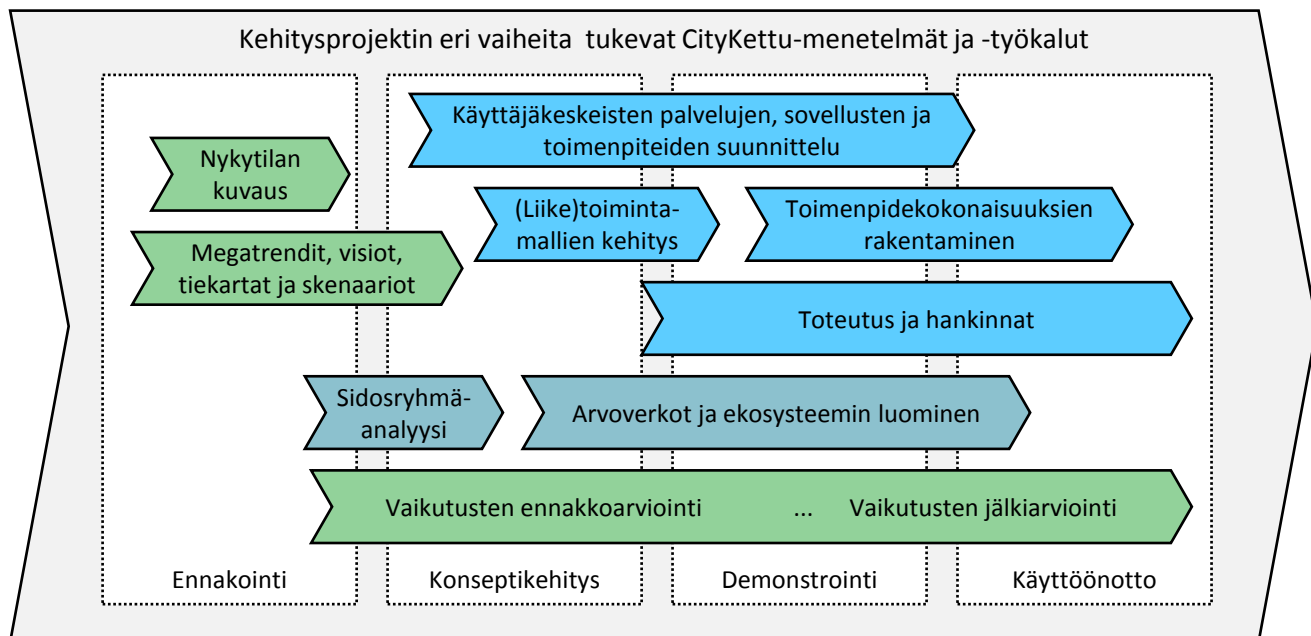 Kehitysprojektin eri vaiheita tukevat CityKettu-menetelmät ja -työkalut
Käyttäjäkeskeisten palvelujen, sovellusten ja
toimenpiteiden suunnittelu
Nykytilan
kuvaus
(Liike)toiminta-
mallien kehitys
Toimenpidekokonaisuuksien
rakentaminen
Megatrendit, visiot,
tiekartat ja skenaariot
Toteutus ja hankinnat
Sidosryhmä-
analyysi
Arvoverkot ja ekosysteemin luominen
Vaikutusten ennakkoarviointi ... Vaikutusten jälkiarviointi
Ennakointi
Konseptikehitys
Demonstrointi
Käyttöönotto